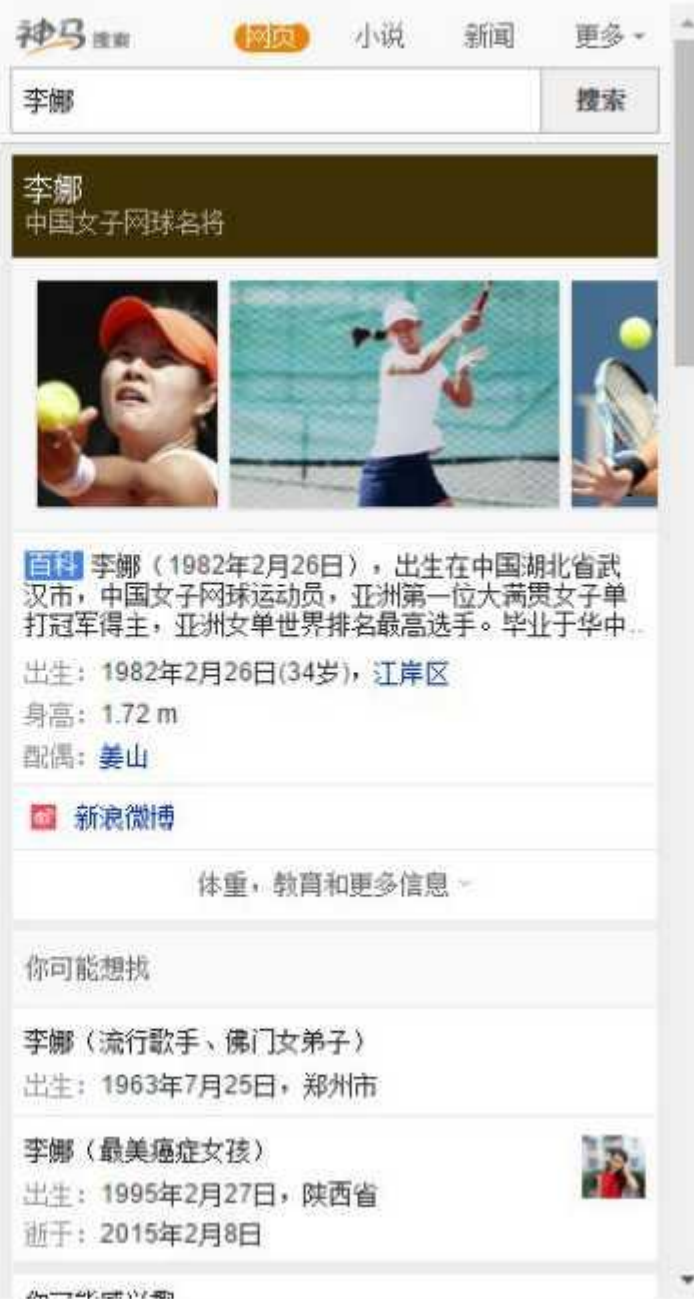 神马搜索 网页 小说 新闻 更多
李娜 搜索
李娜
中国女子网球名将
百科 李娜（1982年2月26日），出生在中国湖北省武
汉市，中国女子网球运动员，亚洲第一位大满贯女子单
打冠军得主，亚洲女单世界排名最高选手。毕业于华中...
出生：1982年2月26日(34岁)，江岸区
身高：1.72 m
配偶：姜山
新浪微博
体重，教育和更多信息
你可能想找
李娜（流行歌手、佛门女弟子）
出生：1963年7月25日，郑州市
李娜（最美癌症女孩）
出生：1995年2月27日，陕西省
逝于：2015年2月8日
你可能感兴趣